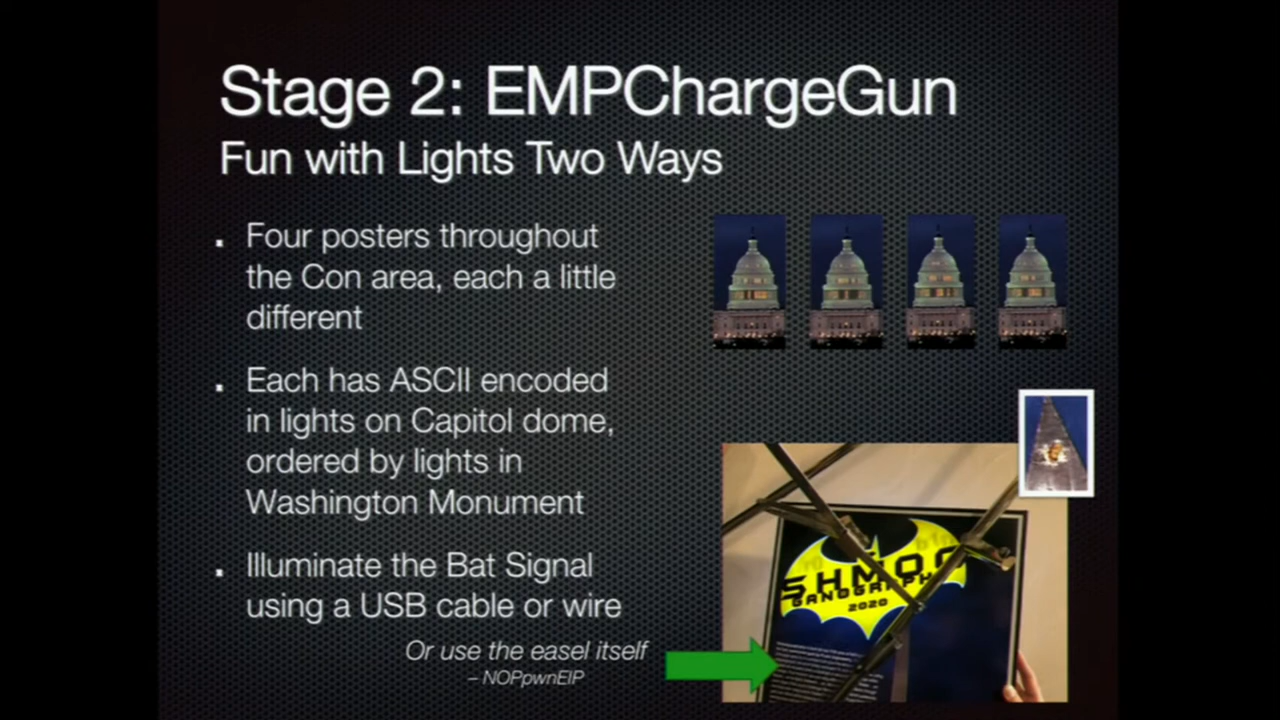 Stage 2: EMPChargeGun
Fun with Lights Two Ways
Four posters throughout
the Con area, each a little
different
Each has ASCII encoded
in lights on Capitol dome,
ordered by lights in
Washington Monument
Illuminate the Bat Signal
using a USB cable or wire
Or use the easel itself
– NOPpwnEIP
SHMOO
GANOGRAPH
2020